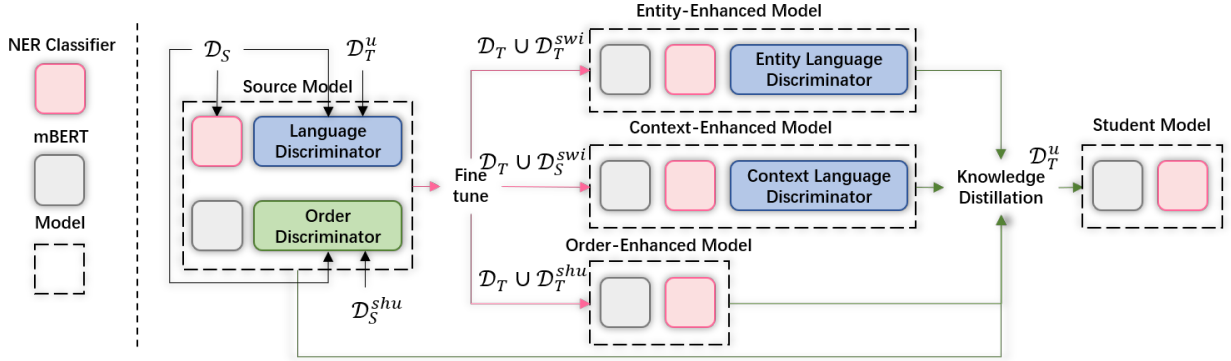 NER Classifier
mBERT
Model
𝒟_S
𝒟_T^u
Source Model
Language
Discriminator
Order
Discriminator
𝒟_S^shu
Fine
tune
𝒟_T ∪ 𝒟_T^swi
𝒟_T ∪ 𝒟_S^swi
𝒟_T ∪ 𝒟_T^shu
Entity-Enhanced Model
Entity Language
Discriminator
Context-Enhanced Model
Context Language
Discriminator
Order-Enhanced Model
Knowledge
Distillation
𝒟_T^u
Student Model